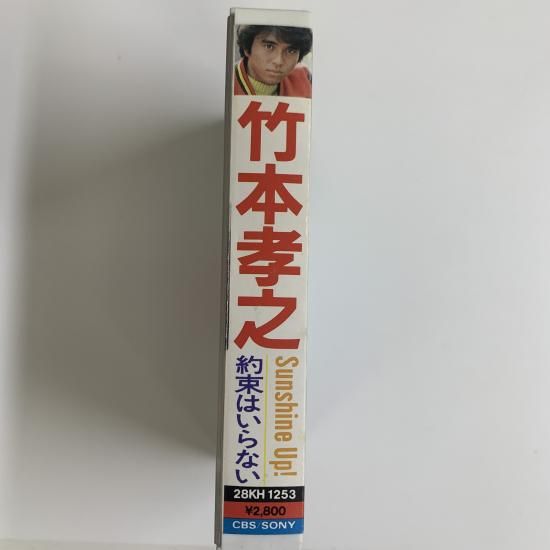 竹本孝之
Sunshine Up!
約束はいらない
28KH 1253
¥2,800
CBS/SONY